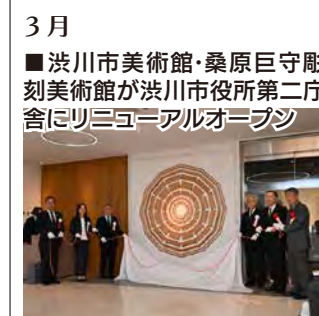 3月
■渋川市美術館・桑原巨守彫
刻美術館が渋川市役所第二庁
舎にリニューアルオープン